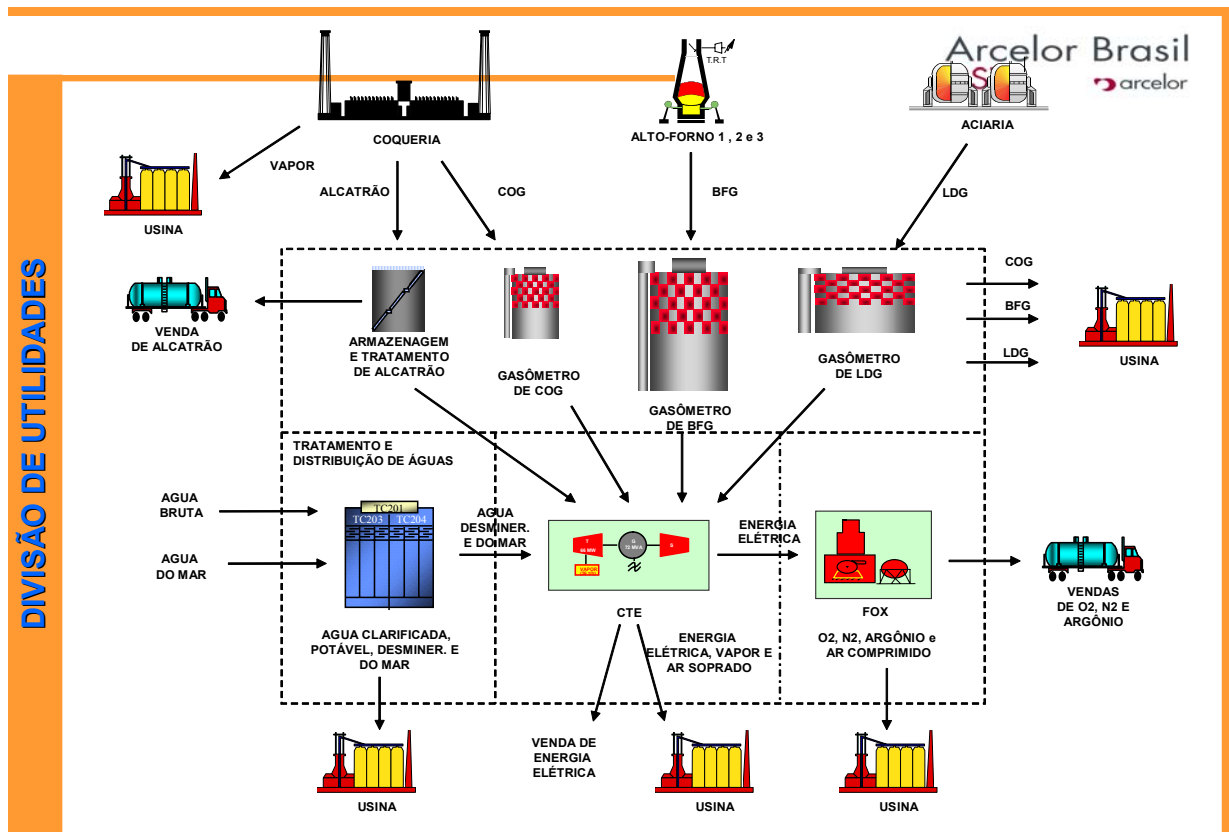 Arcelor Brasil
arcelor
T.R.T
COQUERIA
ALTO-FORNO 1 , 2 e 3
ACIARIA
VAPOR
ALCATRÃO
COG
BFG
LDG
USINA
DIVISÃO DE UTILIDADES
VENDA
DE ALCATRÃO
ARMAZENAGEM
E TRATAMENTO
DE ALCATRÃO
GASÔMETRO
DE COG
GASÔMETRO
DE BFG
GASÔMETRO
DE LDG
COG
BFG
LDG
USINA
TRATAMENTO E
DISTRIBUIÇÃO DE ÁGUAS
AGUA
BRUTA
AGUA
DO MAR
TC201
TC203 TC204
AGUA
DESMINER.
E DO MAR
T
68 MW
G
72 MVA
S
VAPOR
CTE
ENERGIA
ELÉTRICA
FOX
VENDAS
DE O2, N2 E
ARGÔNIO
AGUA CLARIFICADA,
POTÁVEL, DESMINER. E
DO MAR
ENERGIA
ELÉTRICA, VAPOR E
AR SOPRADO
O2, N2, ARGÔNIO e
AR COMPRIMIDO
USINA
VENDA DE
ENERGIA
ELÉTRICA
USINA
USINA